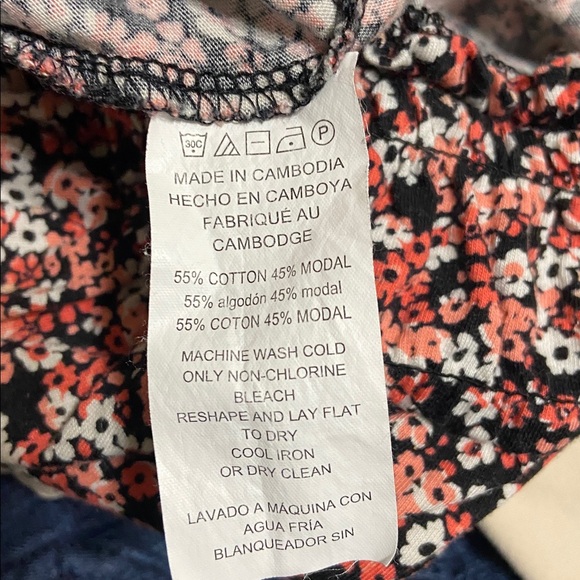 30C P
MADE IN CAMBODIA
HECHO EN CAMBOYA
FABRIQUÉ AU
CAMBODGE
55% COTTON 45% MODAL
55% algodón 45% modal
55% COTON 45% MODAL
MACHINE WASH COLD
ONLY NON-CHLORINE
BLEACH
RESHAPE AND LAY FLAT
TO DRY
COOL IRON
OR DRY CLEAN
LAVADO A MÁQUINA CON
AGUA FRÍA
BLANQUEADOR SIN